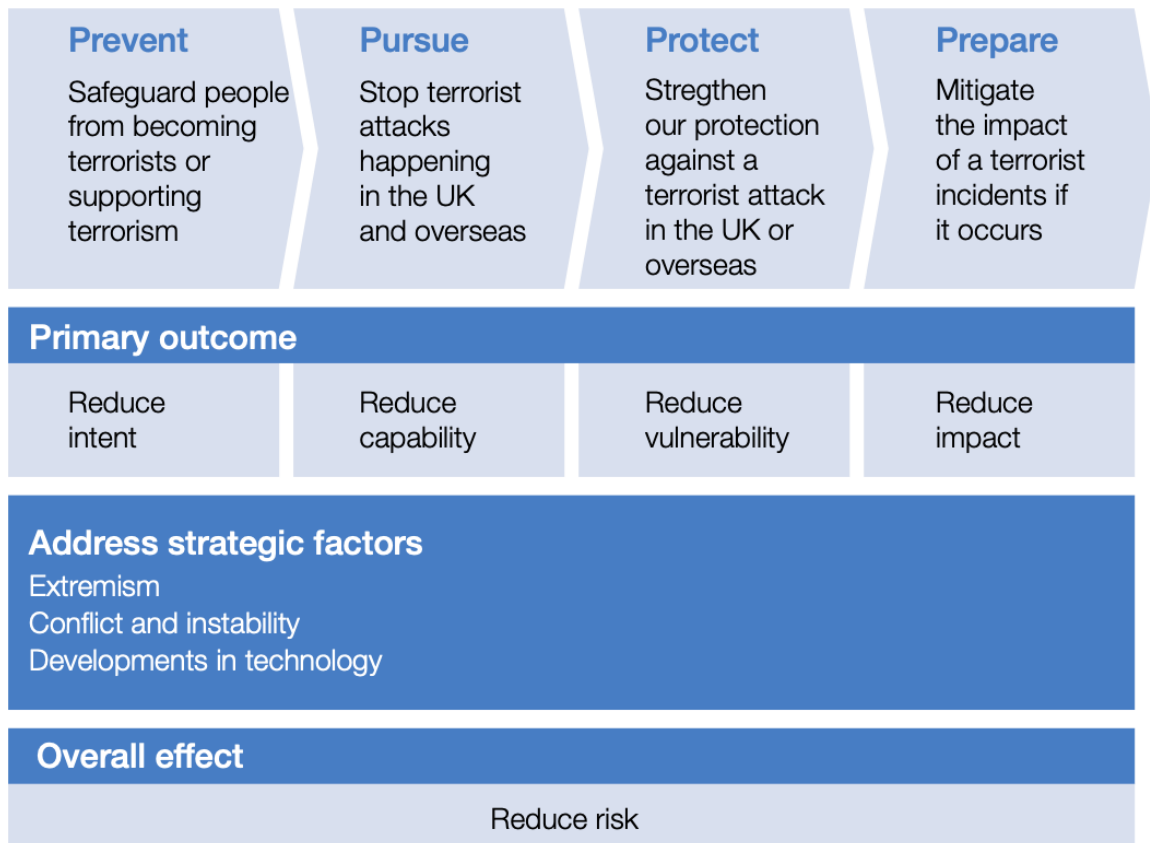 Prevent
Safeguard people
from becoming
terrorists or
supporting
terrorism
Pursue
Stop terrorist
attacks
happening
in the UK
and overseas
Protect
Stregthen
our protection
against a
terrorist attack
in the UK or
overseas
Prepare
Mitigate
the impact
of a terrorist
incidents if
it occurs
Primary outcome
Reduce
intent
Reduce
capability
Reduce
vulnerability
Reduce
impact
Address strategic factors
Extremism
Conflict and instability
Developments in technology
Overall effect
Reduce risk